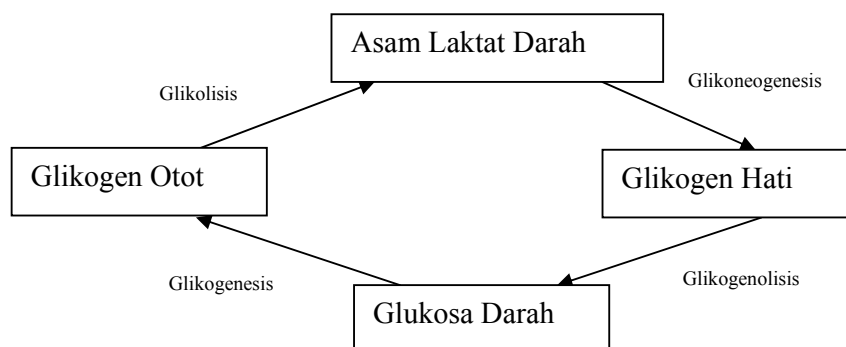 Asam Laktat Darah
Glikolisis
Glikoneogenesis
Glikogen Otot
Glikogen Hati
Glikogenesis
Glikogenolisis
Glukosa Darah